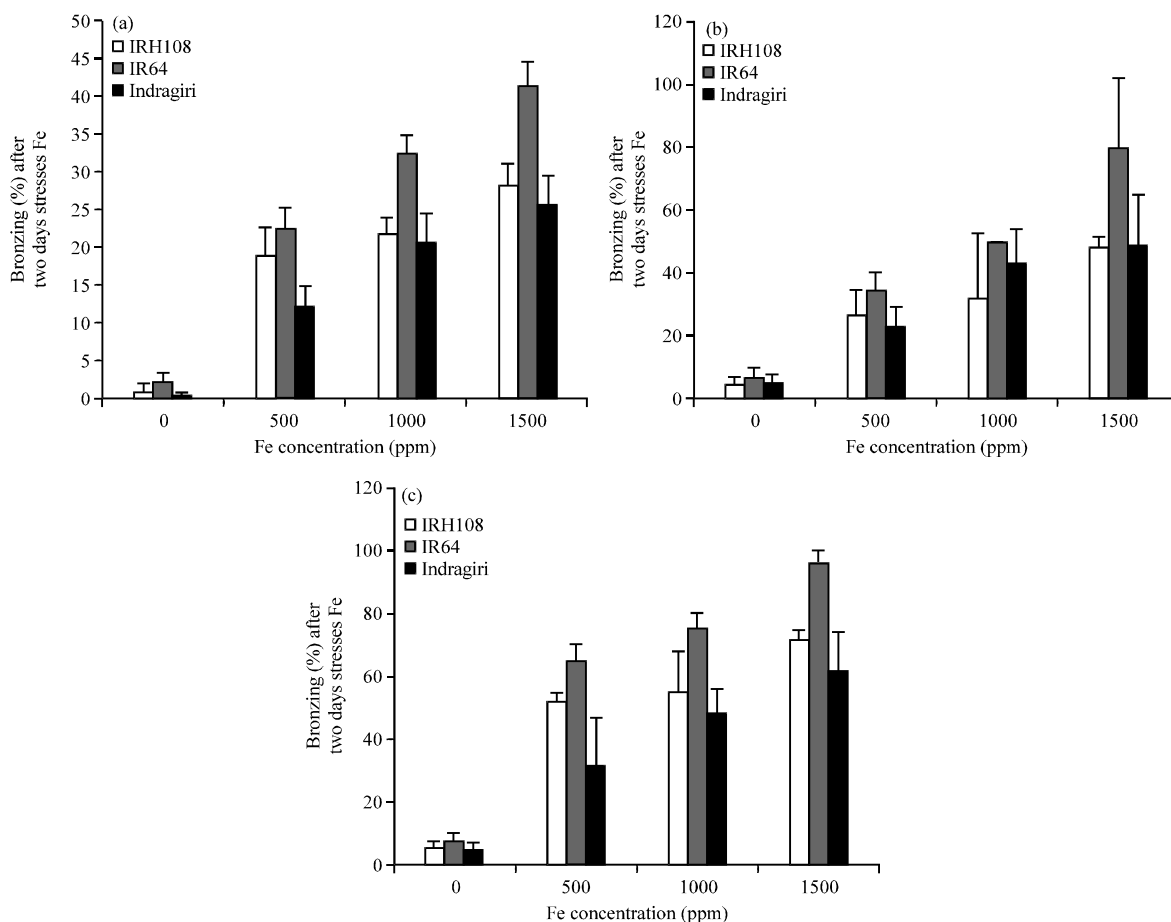 (a)
IRH108
IR64
Indragiri
Bronzing (%) after
two days stresses Fe
50
45
40
35
30
25
20
15
10
5
0
0 500 1000 1500
Fe concentration (ppm)
(b)
IRH108
IR64
Indragiri
Bronzing (%) after
two days stresses Fe
120
100
80
60
40
20
0
0 500 1000 1500
Fe concentration (ppm)
(c)
IRH108
IR64
Indragiri
Bronzing (%) after
two days stresses Fe
120
100
80
60
40
20
0
0 500 1000 1500
Fe concentration (ppm)